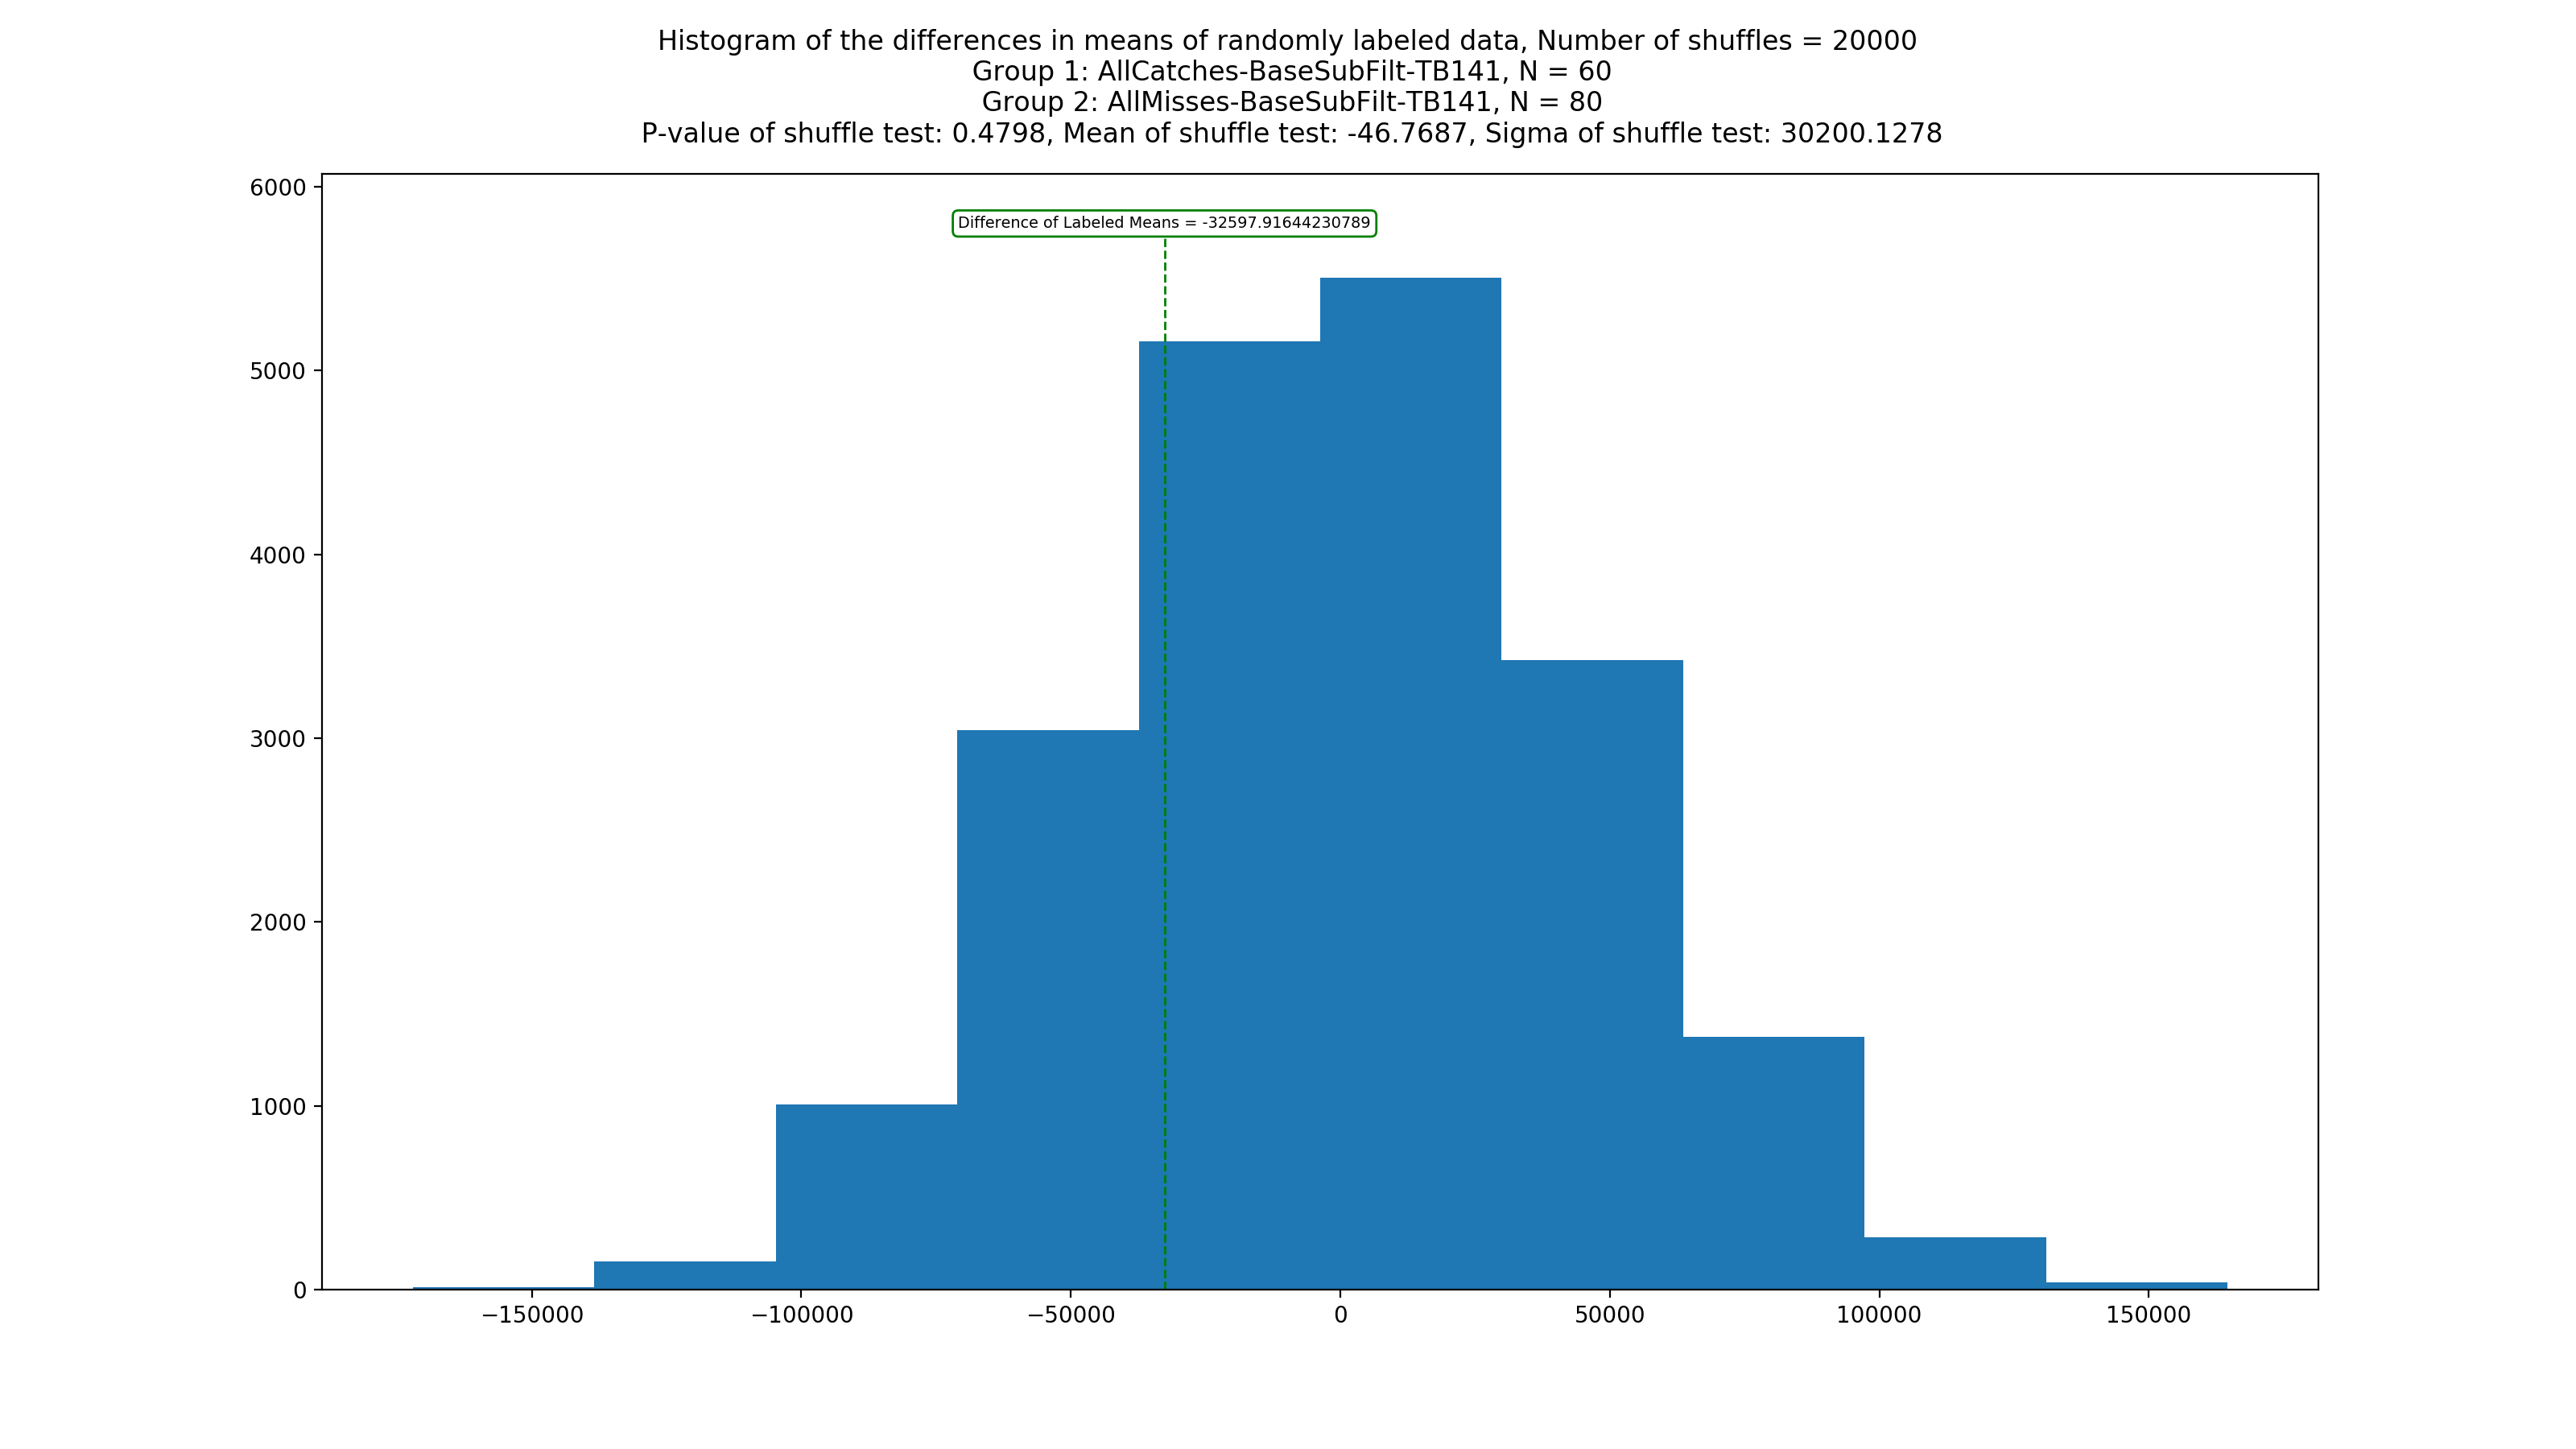 Histogram of the differences in means of randomly labeled data, Number of shuffles = 20000
Group 1: AllCatches-BaseSubFilt-TB141, N = 60
Group 2: AllMisses-BaseSubFilt-TB141, N = 80
P-value of shuffle test: 0.4798, Mean of shuffle test: -46.7687, Sigma of shuffle test: 30200.1278
6000
Difference of Labeled Means = -32597.91644230789
5000
4000
3000
2000
1000
0
−150000 −100000 −50000 0 50000 100000 150000